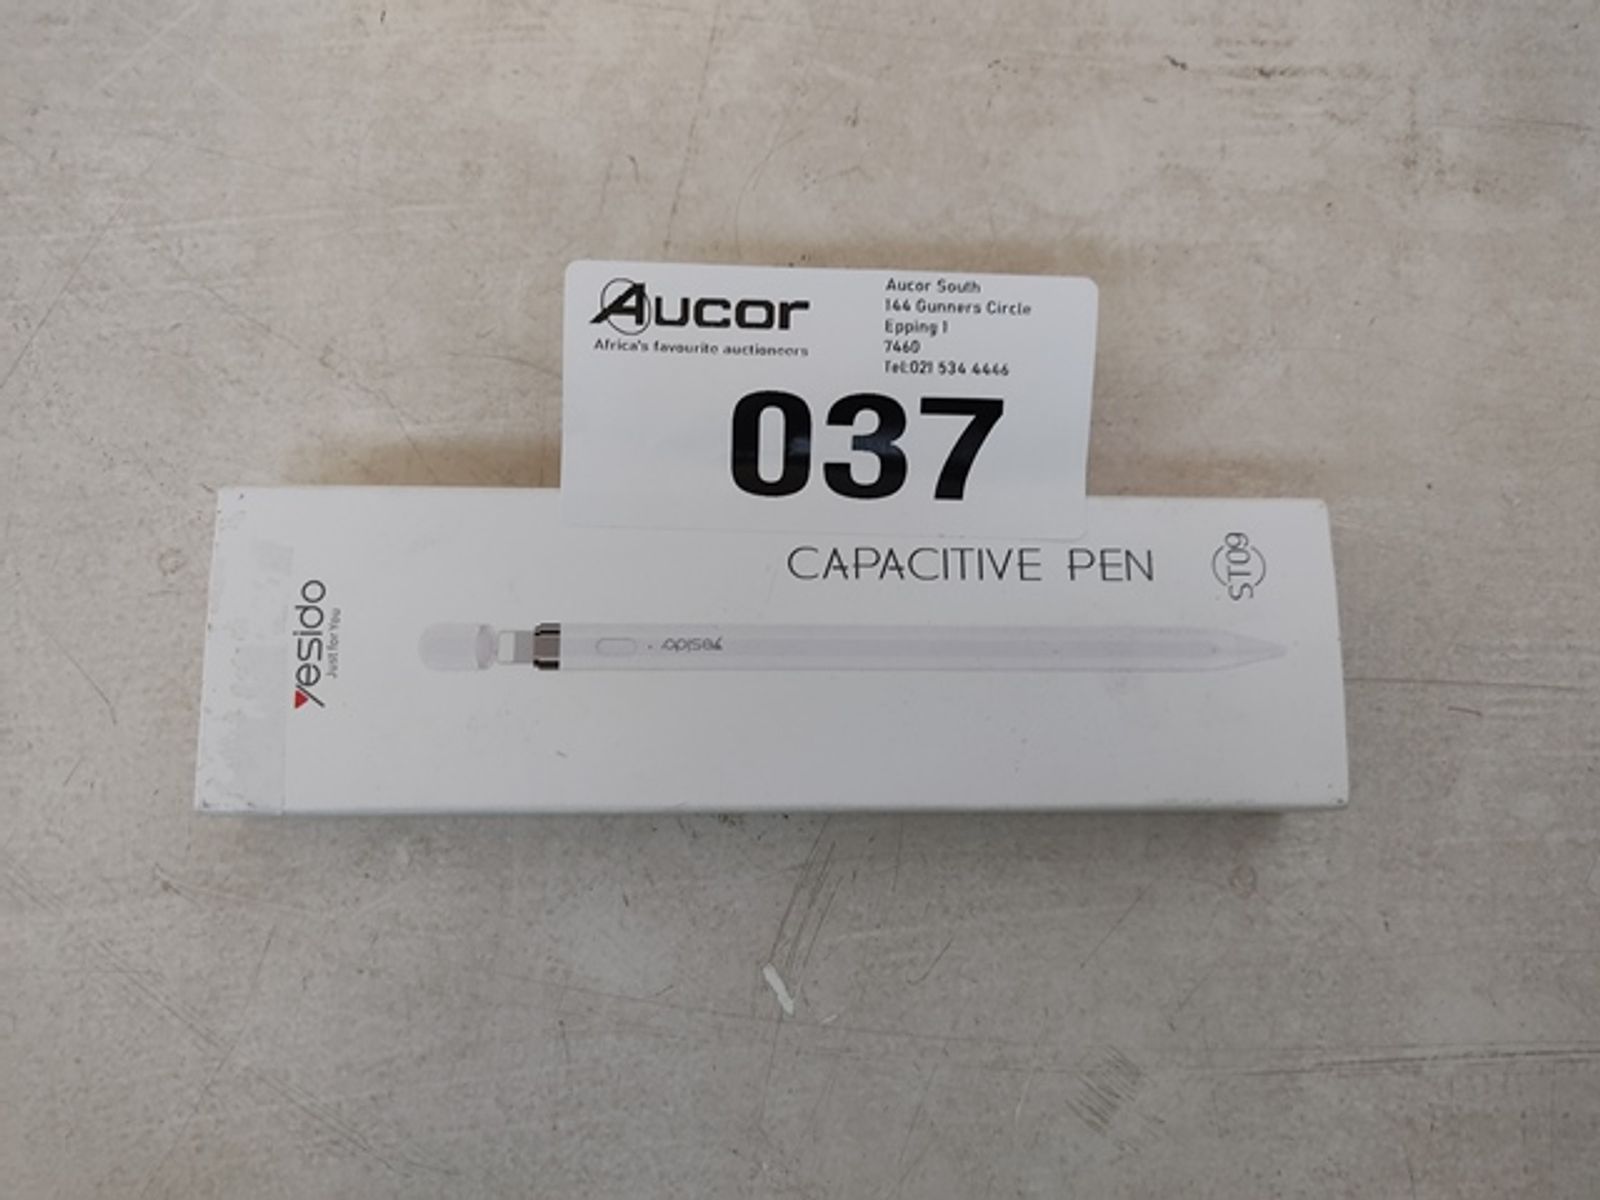 Aucor
Africa's favourite auctioneers
Aucor South
144 Gunners Circle
Epping 1
7460
Tel:021 534 4446
037
CAPACITIVE PEN
ST09
Yesido
Just for You
Yesido